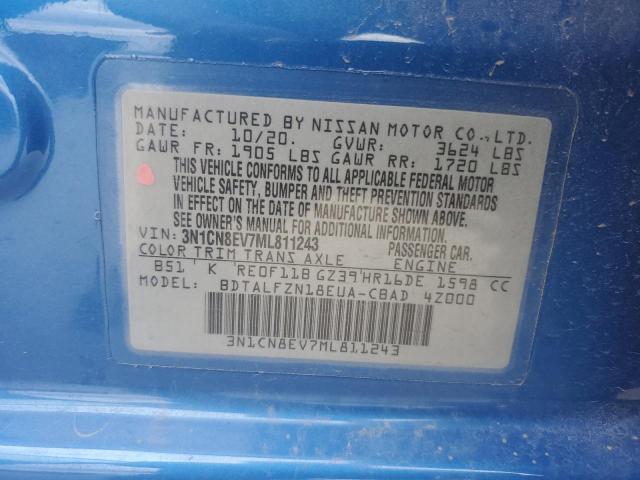 MANUFACTURED BY NISSAN MOTOR CO.,LTD.
DATE: 10/20. GVWR: 3624 LBS
GAWR FR: 1905 LBS GAWR RR: 1720 LBS
THIS VEHICLE CONFORMS TO ALL APPLICABLE FEDERAL MOTOR
VEHICLE SAFETY, BUMPER AND THEFT PREVENTION STANDARDS
IN EFFECT ON THE DATE OF MANUFACTURE SHOWN ABOVE.
SEE OWNER'S MANUAL FOR ADDITIONAL INFORMATION.
VIN: 3N1CN8EV7ML811243 PASSENGER CAR.
COLOR TRIM TRANS AXLE ENGINE
B51 K RE0F11B GZ39 HR16DE 1598 CC
MODEL: BDTALFZN18EUA-CBAD 4Z000
3N1CN8EV7ML811243